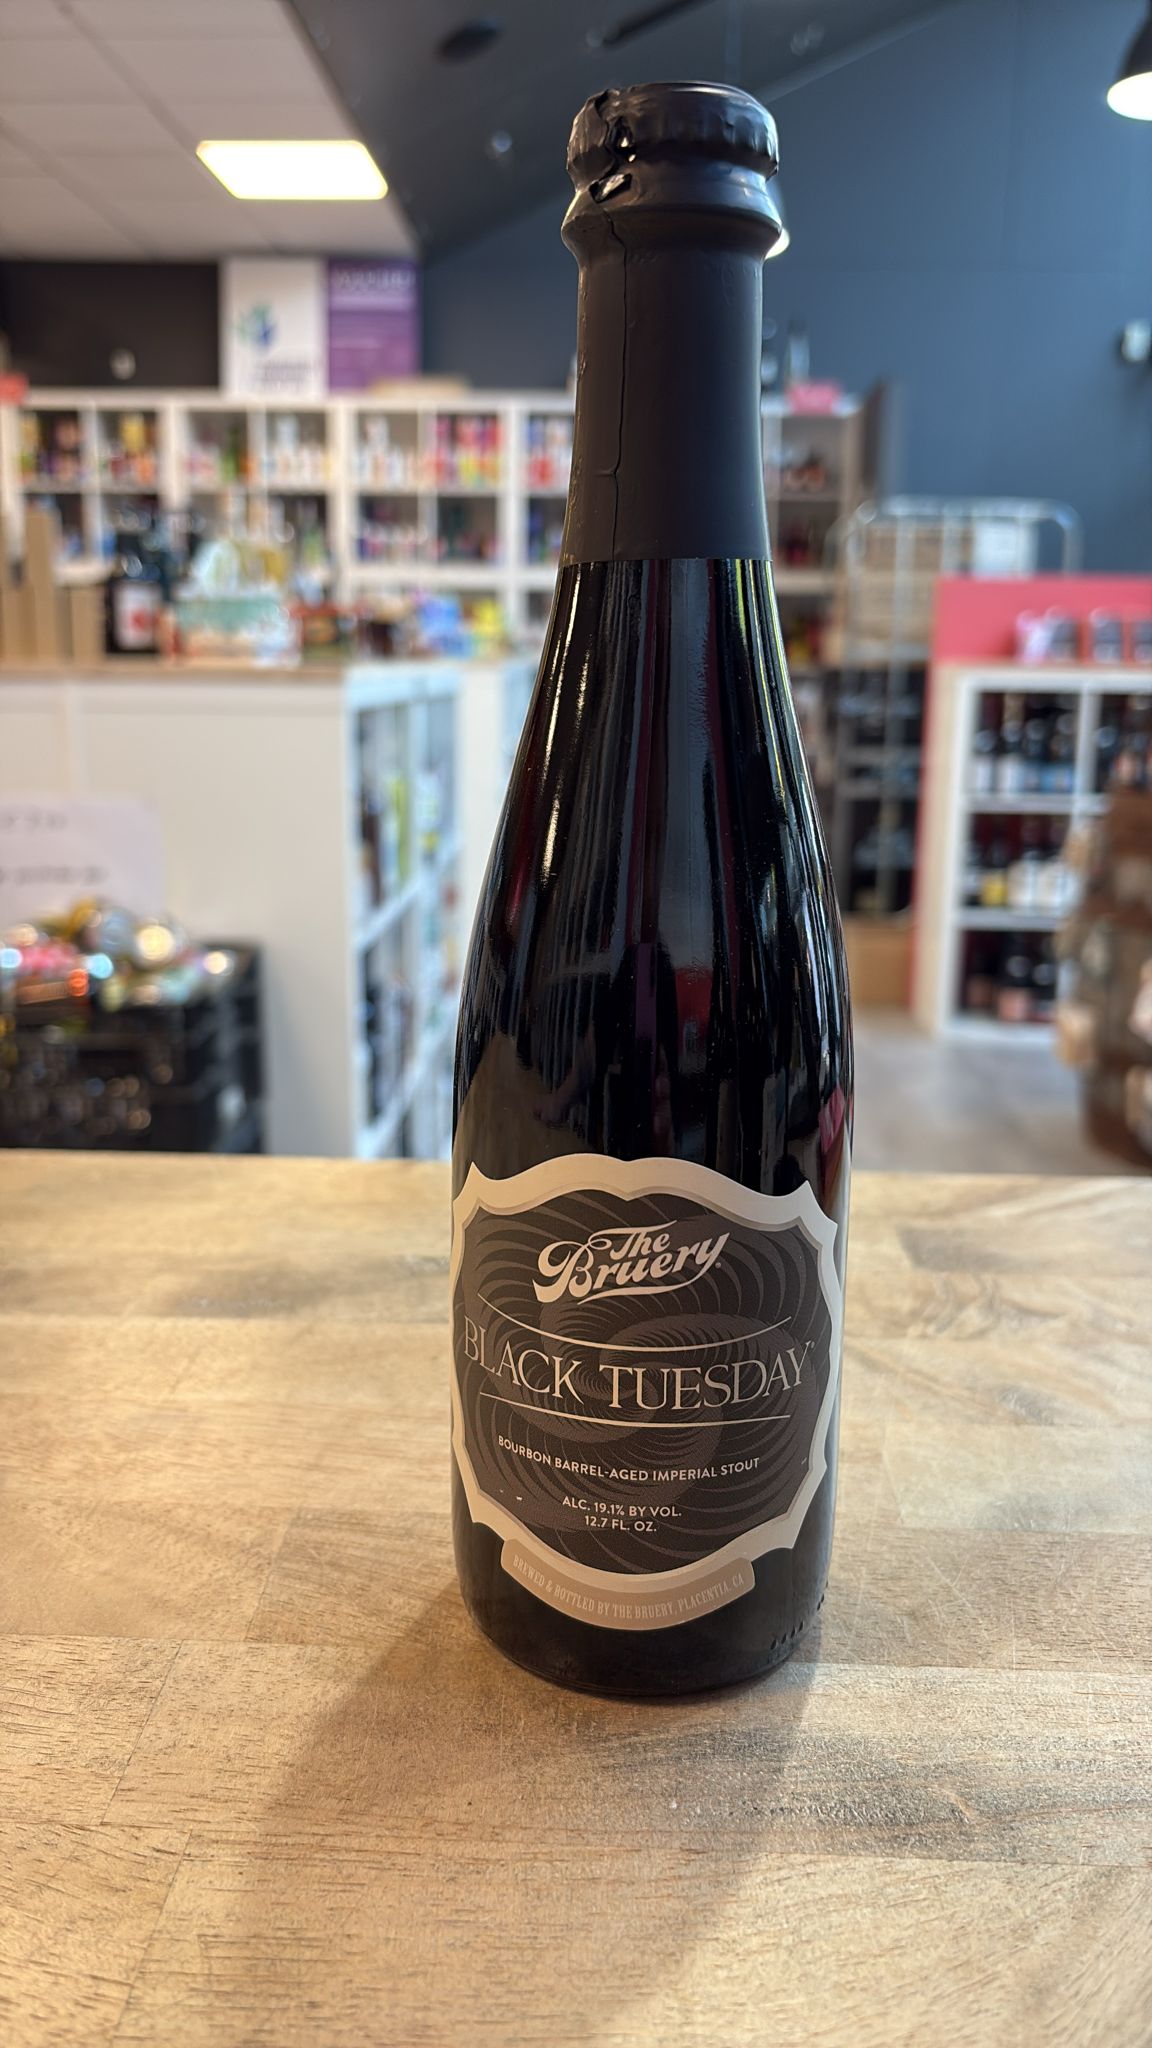 The
Bruery
BLACK TUESDAY
BOURBON BARREL-AGED IMPERIAL STOUT
ALC. 19.1% BY VOL.
12.7 FL. OZ.
BREWED & BOTTLED BY THE BRUERY, PLACENTIA, CA